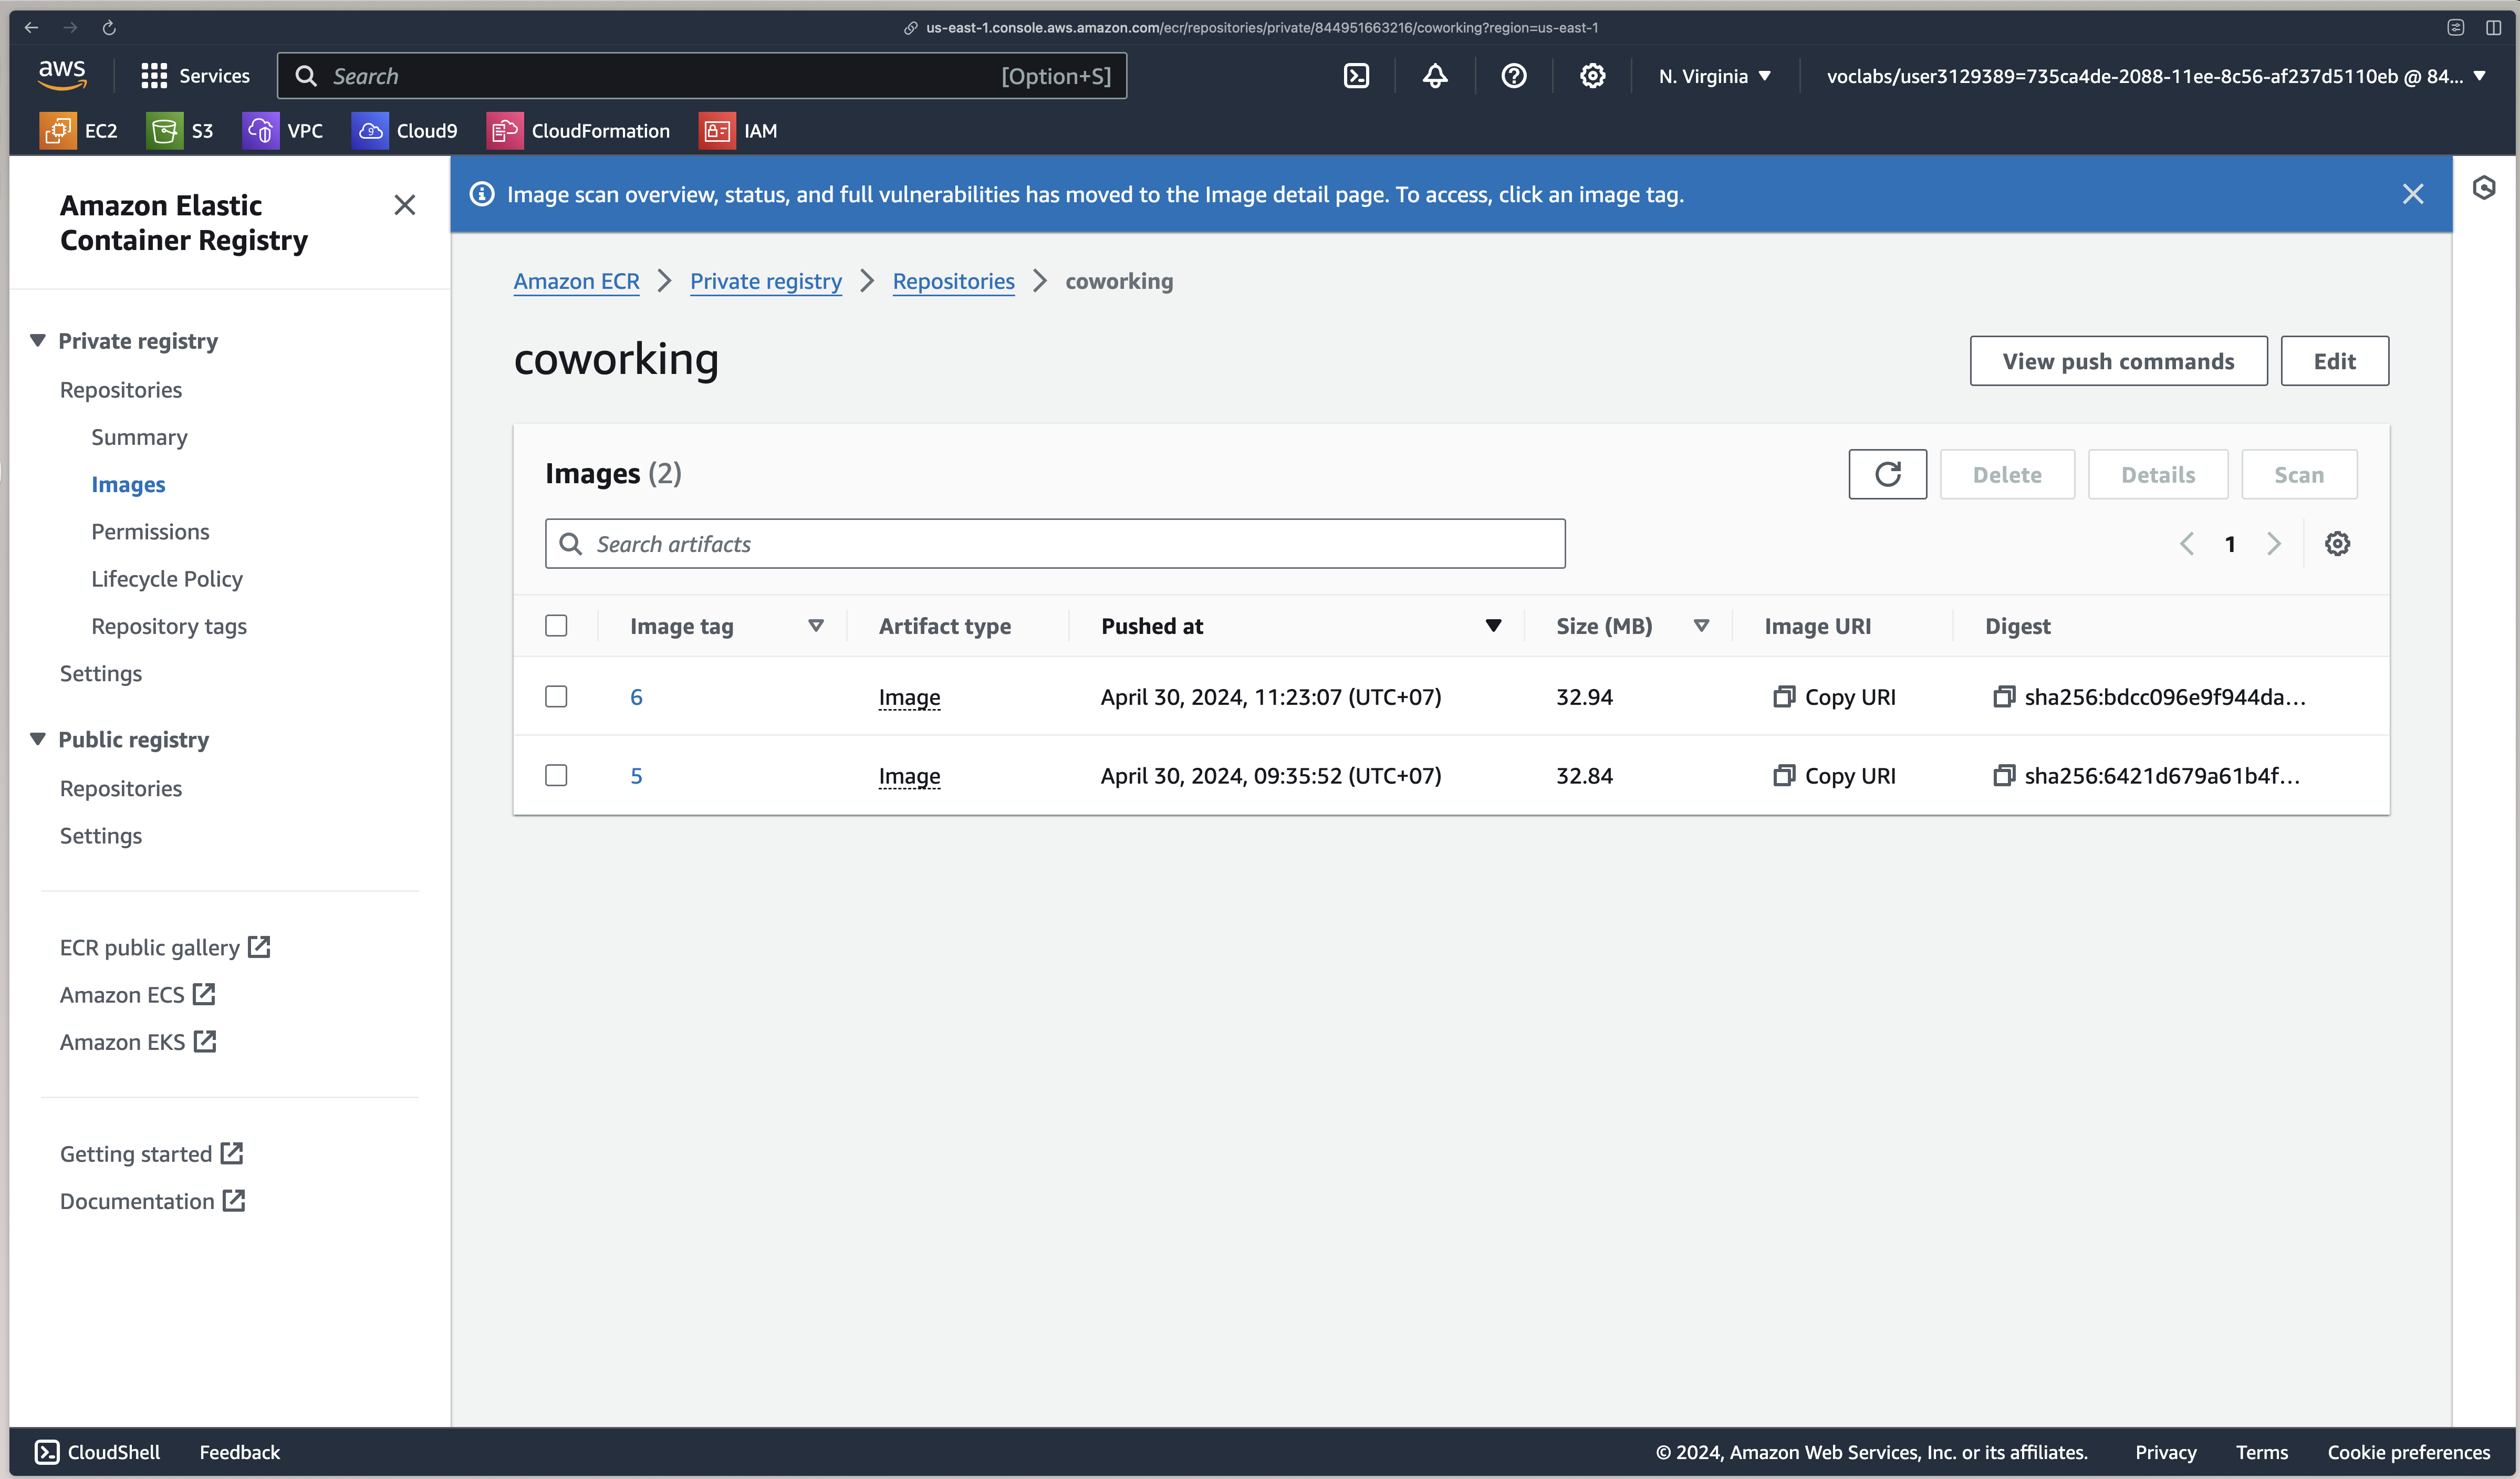 us-east-1.console.aws.amazon.com/ecr/repositories/private/844951663216/coworking?region=us-east-1
aws Services Search [Option+S] N. Virginia voclabs/user3129389=735ca4de-2088-11ee-8c56-af237d5110eb @ 84...
EC2 S3 VPC Cloud9 CloudFormation IAM
Amazon Elastic
Container Registry
Private registry
Repositories
Summary
Images
Permissions
Lifecycle Policy
Repository tags
Settings
Public registry
Repositories
Settings
ECR public gallery
Amazon ECS
Amazon EKS
Getting started
Documentation
Image scan overview, status, and full vulnerabilities has moved to the Image detail page. To access, click an image tag.
Amazon ECR Private registry Repositories coworking
coworking
View push commands Edit
Images (2)
Delete Details Scan
Search artifacts
1
Image tag Artifact type Pushed at Size (MB) Image URI Digest
6 Image April 30, 2024, 11:23:07 (UTC+07) 32.94 Copy URI sha256:bdcc096e9f944da...
5 Image April 30, 2024, 09:35:52 (UTC+07) 32.84 Copy URI sha256:6421d679a61b4f...
CloudShell Feedback © 2024, Amazon Web Services, Inc. or its affiliates. Privacy Terms Cookie preferences